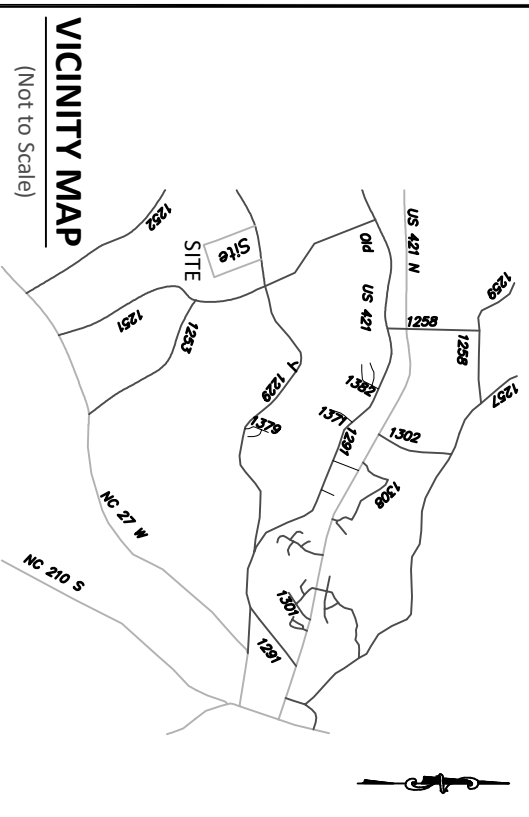 VICINITY MAP
(Not to Scale)
US 421 N
Old US 421
1259
1258
1258
1257
1252
Site
SITE
1251
1253
1382
1371
1291
1302
1229
1379
1308
NC 27 W
NC 210 S
1301
1291